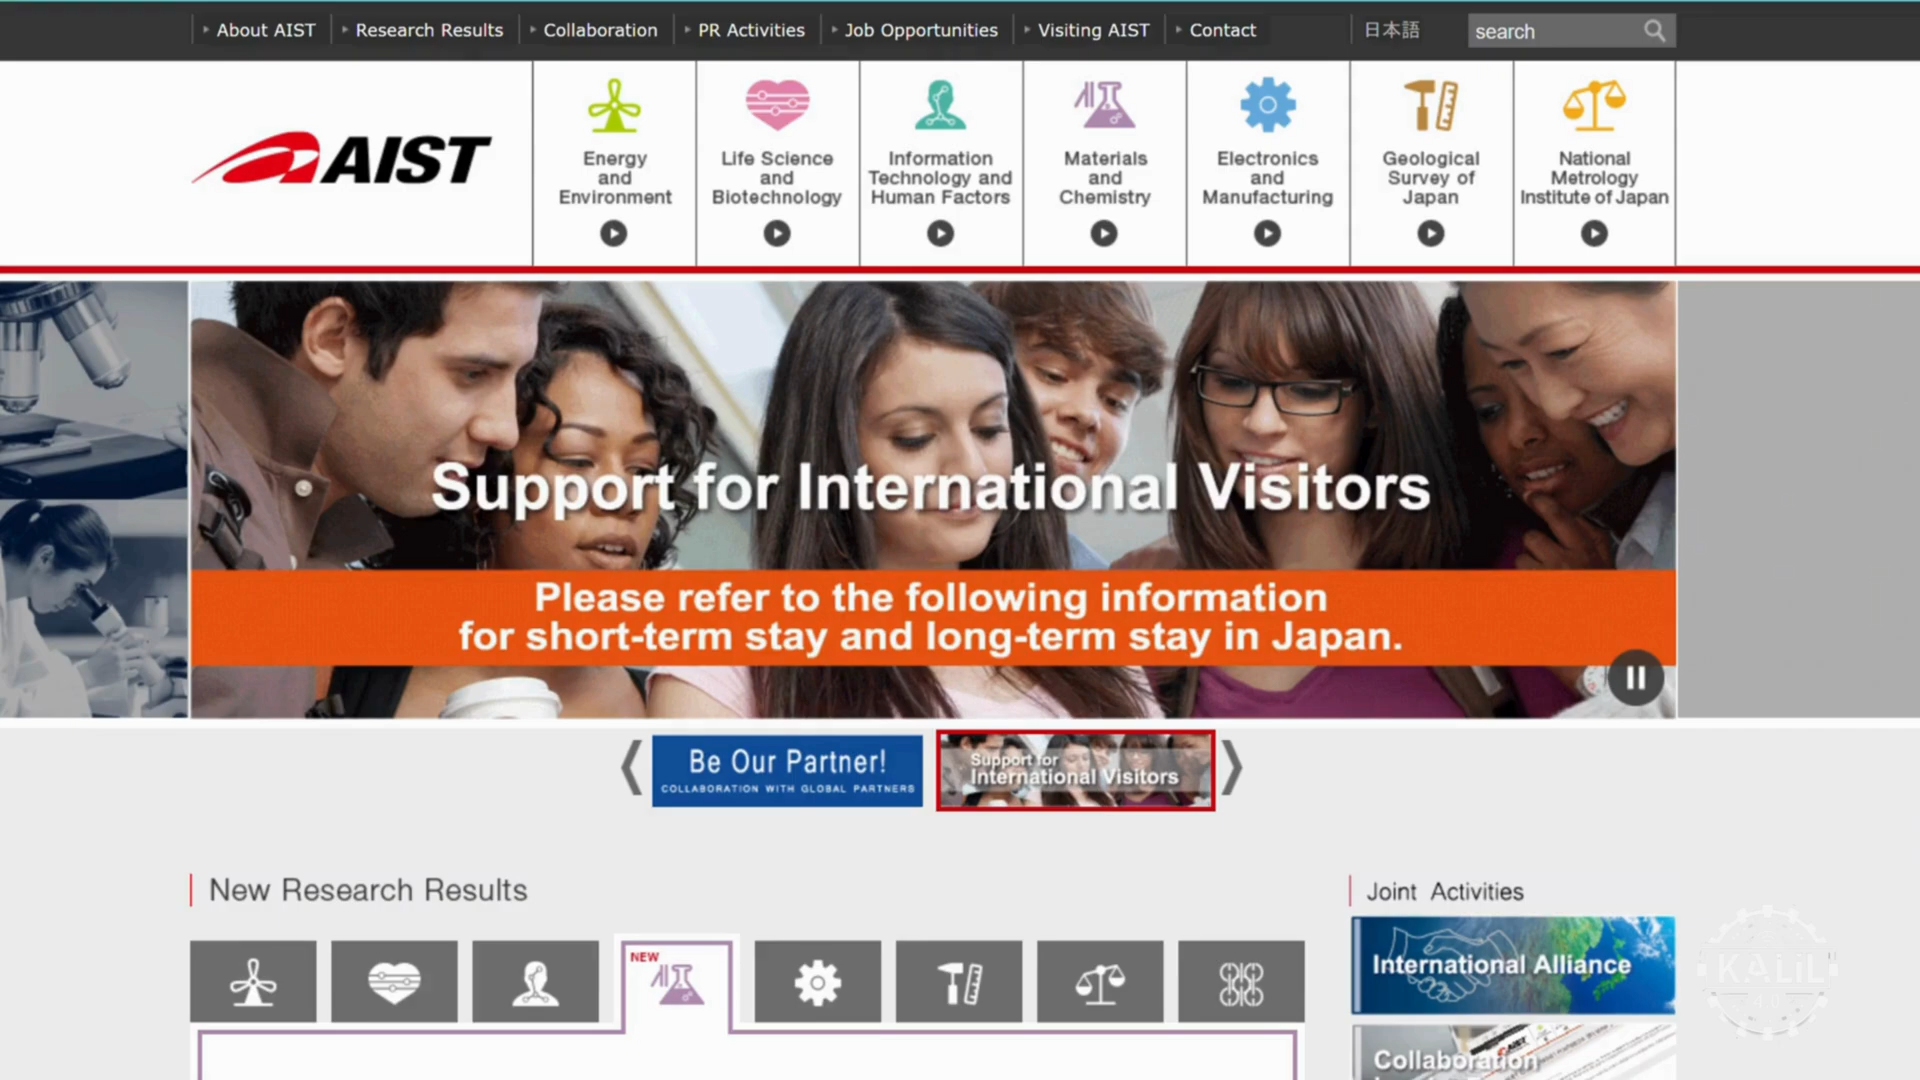 About AIST
Research Results
Collaboration
PR Activities
Job Opportunities
Visiting AIST
Contact
日本語
search
AIST
Energy
and
Environment
Life Science
and
Biotechnology
Information
Technology and
Human Factors
Materials
and
Chemistry
Electronics
and
Manufacturing
Geological
Survey of
Japan
National
Metrology
Institute of Japan
Support for International Visitors
Please refer to the following information
for short-term stay and long-term stay in Japan.
Be Our Partner!
COLLABORATION WITH GLOBAL PARTNERS
Support for
International Visitors
New Research Results
NEW
Joint Activities
International Alliance
Collaboration
KALiL
4.0